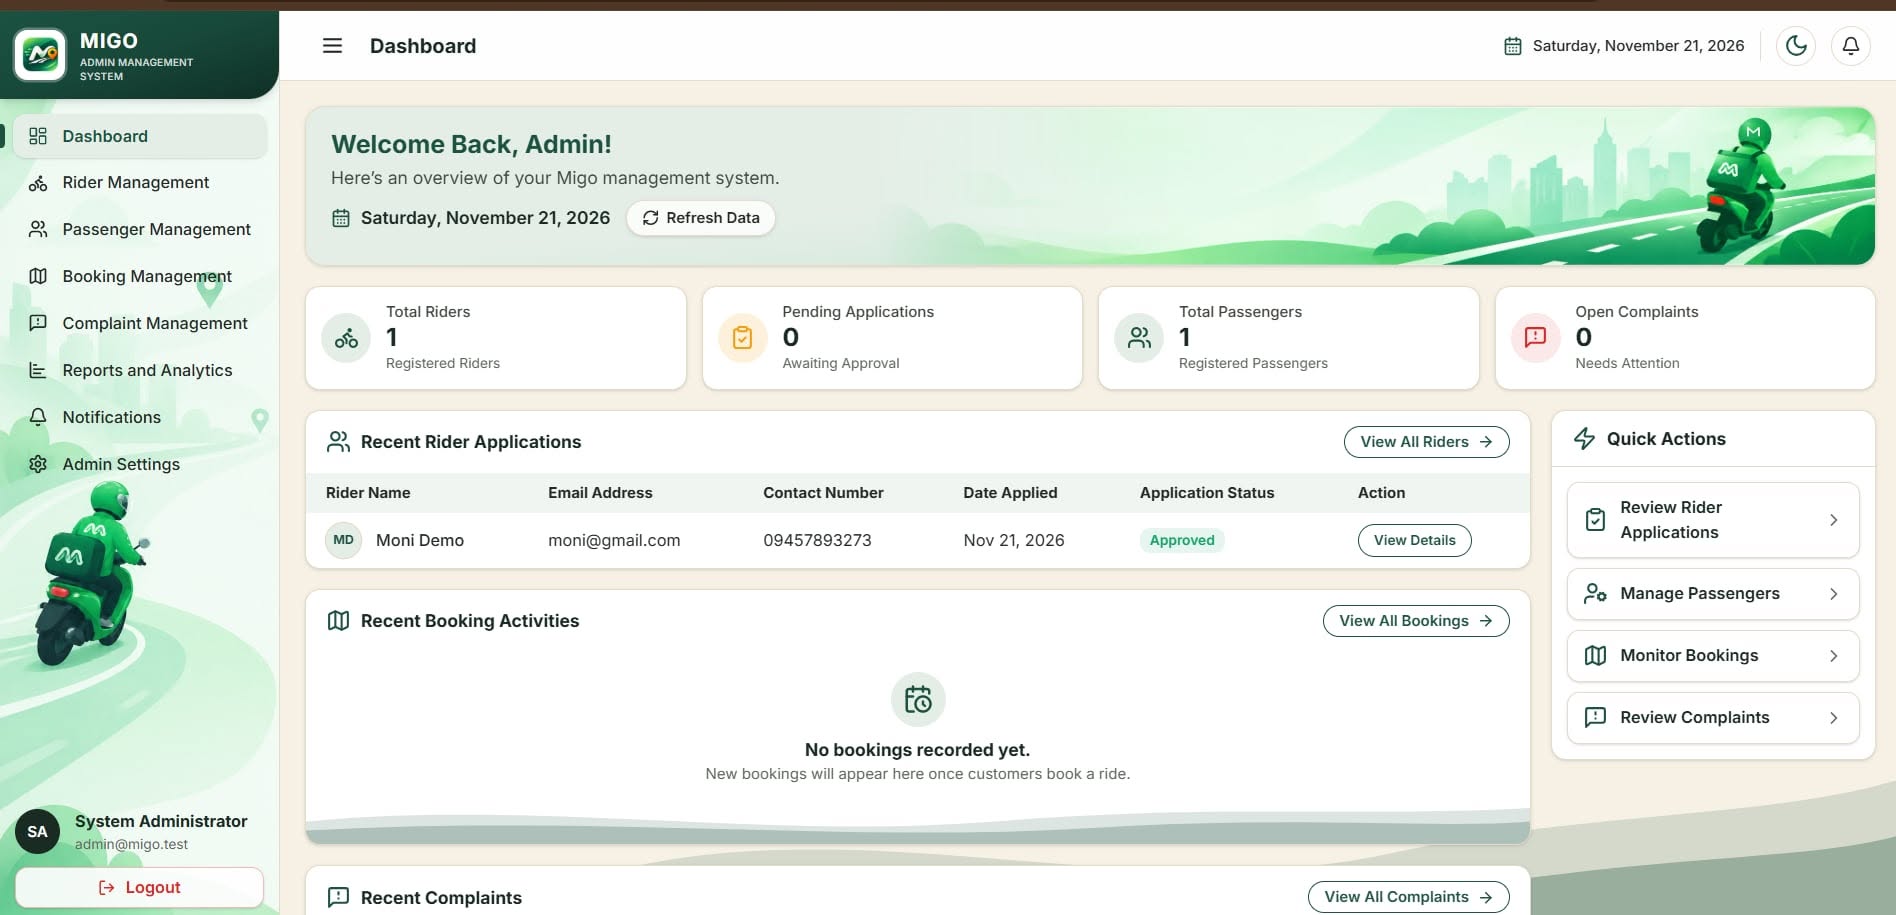 MIGO
ADMIN MANAGEMENT
SYSTEM
Dashboard
Rider Management
Passenger Management
Booking Management
Complaint Management
Reports and Analytics
Notifications
Admin Settings
SA
System Administrator
admin@migo.test
Logout
Dashboard
Saturday, November 21, 2026
Welcome Back, Admin!
Here's an overview of your Migo management system.
Saturday, November 21, 2026 Refresh Data
Total Riders
1
Registered Riders
Pending Applications
0
Awaiting Approval
Total Passengers
1
Registered Passengers
Open Complaints
0
Needs Attention
Recent Rider Applications View All Riders →
Rider Name Email Address Contact Number Date Applied Application Status Action
MD Moni Demo moni@gmail.com 09457893273 Nov 21, 2026 Approved View Details
Recent Booking Activities View All Bookings →
No bookings recorded yet.
New bookings will appear here once customers book a ride.
Recent Complaints View All Complaints →
Quick Actions
Review Rider
Applications
Manage Passengers
Monitor Bookings
Review Complaints